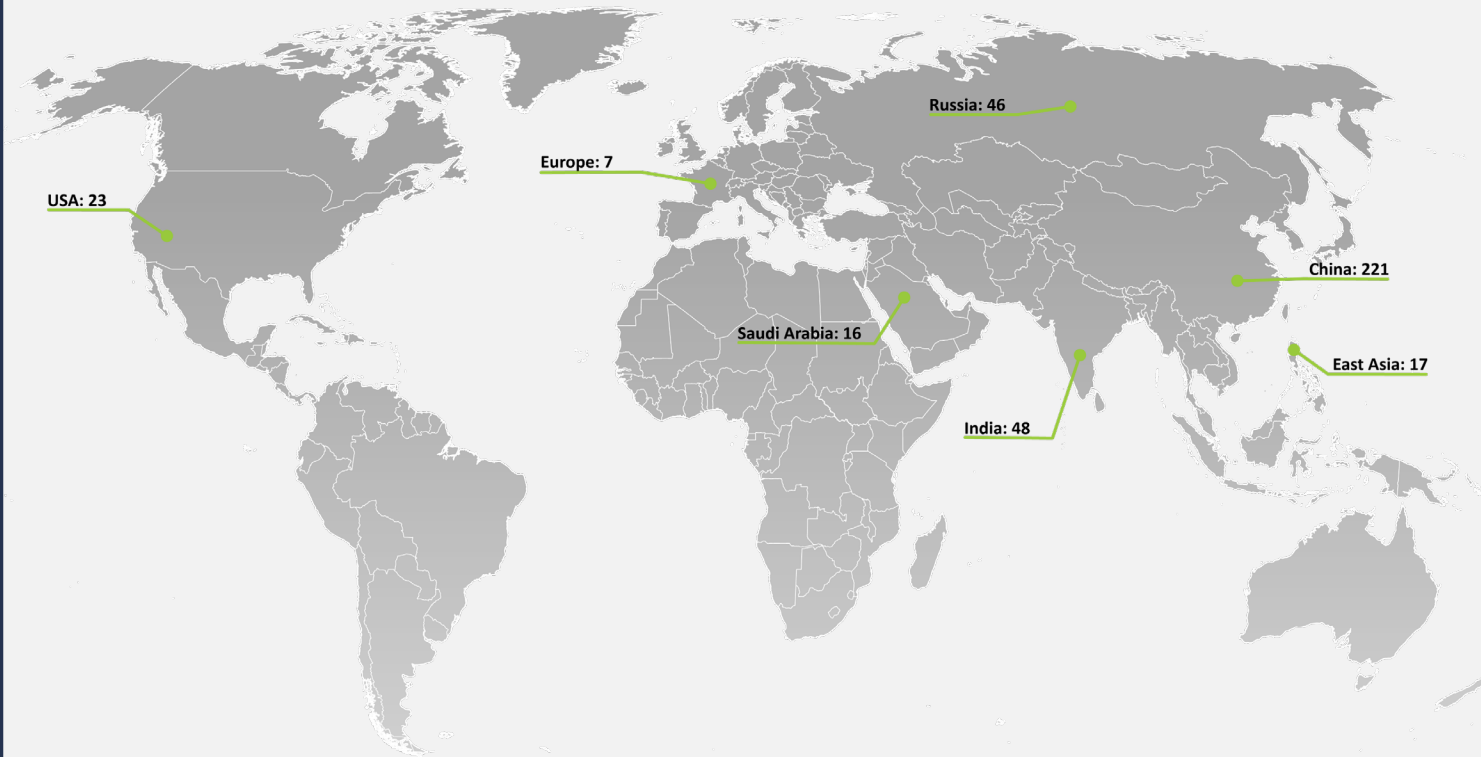 Russia: 46
Europe: 7
USA: 23
China: 221
Saudi Arabia: 16
East Asia: 17
India: 48